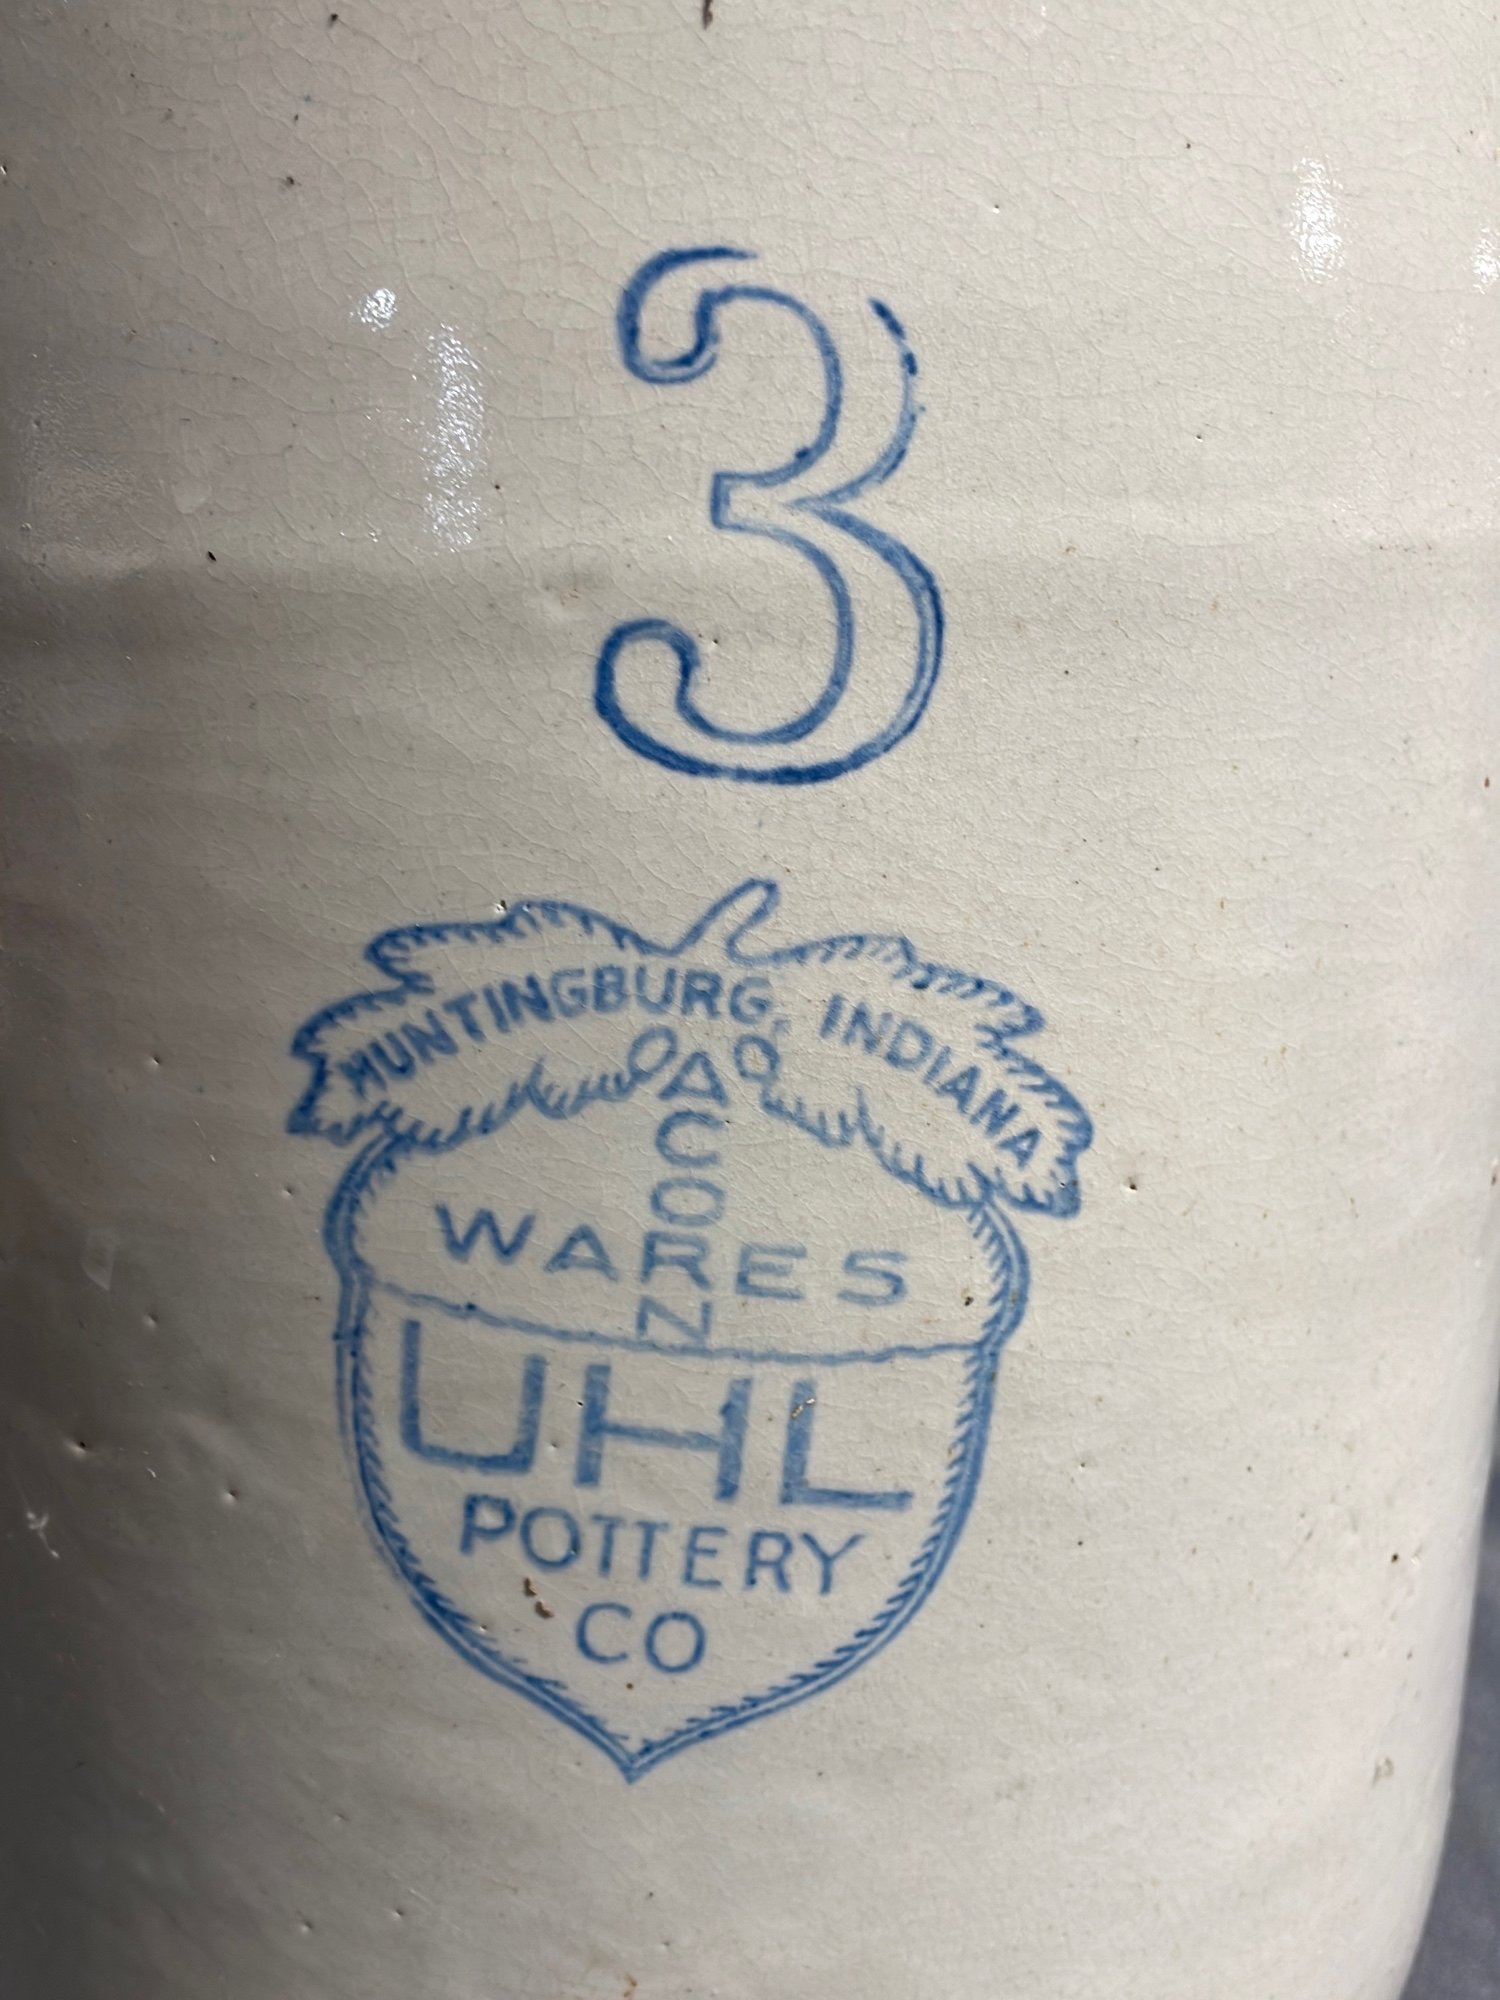 3
HUNTINGBURG, INDIANA
ACORN
WARES
UHL
POTTERY
CO